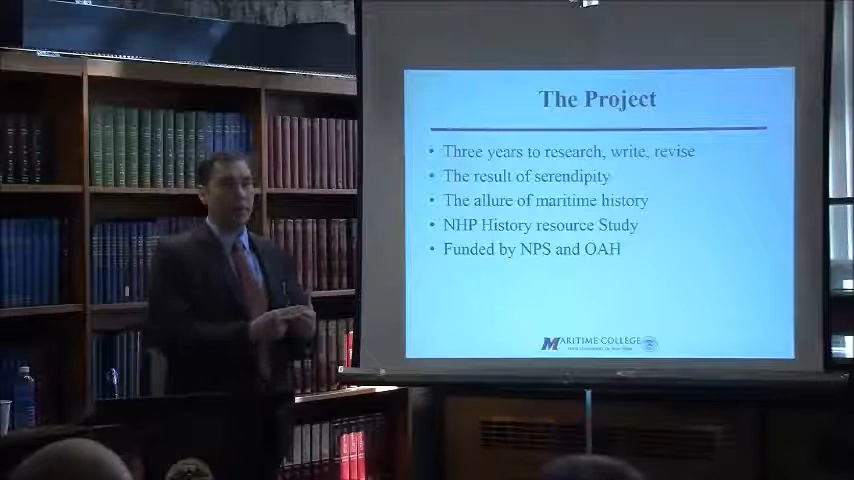 The Project
• Three years to research, write, revise
• The result of serendipity
• The allure of maritime history
• NHP History resource Study
• Funded by NPS and OAH
MARITIME COLLEGE